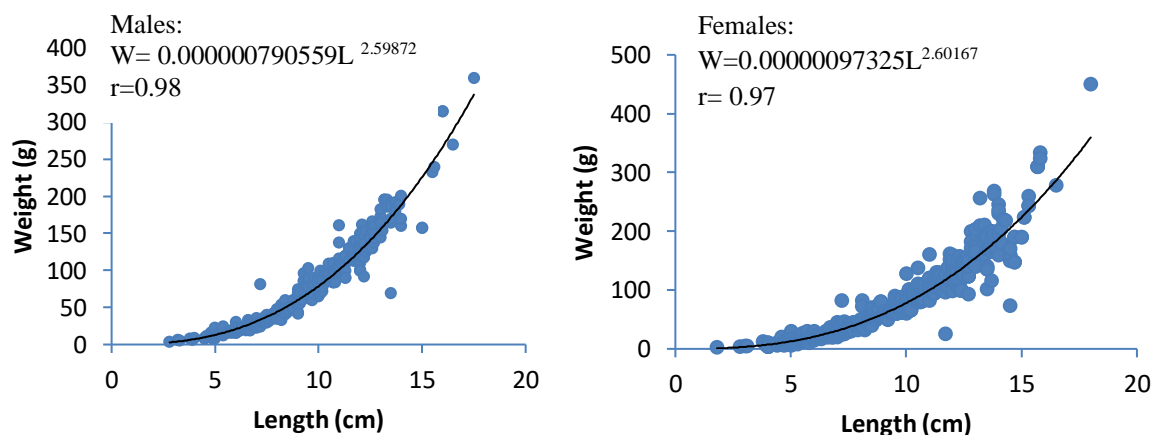 Males:
W= 0.000000790559L 2.59872
r=0.98
400
350
300
250
200
150
100
50
0
0 5 10 15 20
Weight (g)
Length (cm)
Females:
W=0.00000097325L2.60167
r= 0.97
500
400
300
200
100
0
0 5 10 15 20
Weight (g)
Length (cm)